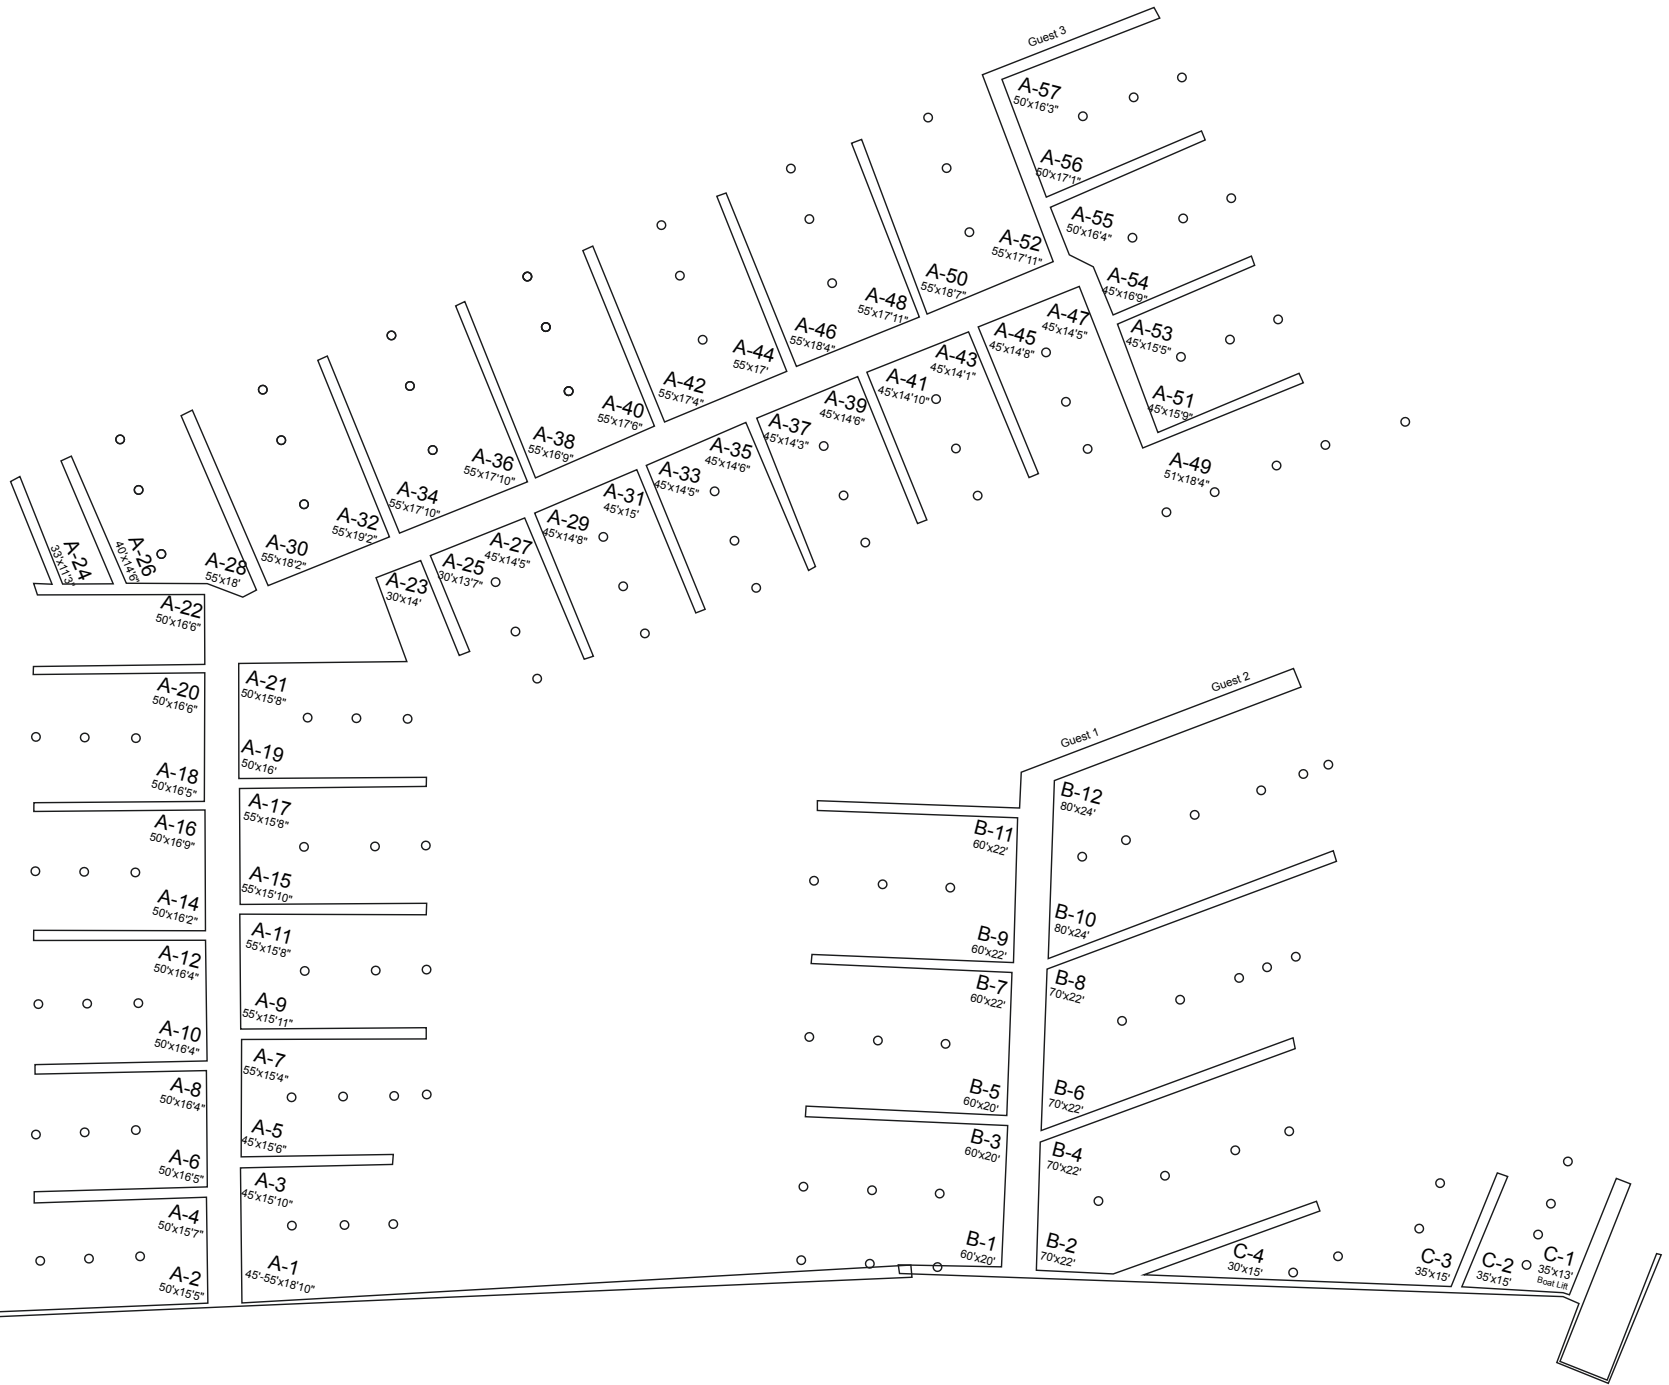 Guest 3
A-57
50'x16'3"
A-56
50'x17'1"
A-55
50'x16'4"
A-54
45'x16'9"
A-53
45'x15'5"
A-51
45'x15'9"
A-49
51'x18'4"
A-52
55'x17'11"
A-50
55'x18'7"
A-48
55'x17'11"
A-46
55'x18'4"
A-44
55'x17'
A-42
55'x17'4"
A-40
55'x17'6"
A-38
55'x16'9"
A-36
55'x17'10"
A-34
55'x17'10"
A-32
55'x19'2"
A-30
55'x18'2"
A-28
55'x18'
A-26
40'x14'6"
A-24
33'x11'3"
A-47
45'x14'5"
A-45
45'x14'8"
A-43
45'x14'1"
A-41
45'x14'10"
A-39
45'x14'6"
A-37
45'x14'3"
A-35
45'x14'6"
A-33
45'x14'5"
A-31
45'x15'
A-29
45'x14'8"
A-27
45'x14'5"
A-25
30'x13'7"
A-23
30'x14'
A-22
50'x16'6"
A-20
50'x16'6"
A-18
50'x16'5"
A-16
50'x16'9"
A-14
50'x16'2"
A-12
50'x16'4"
A-10
50'x16'4"
A-8
50'x16'4"
A-6
50'x16'5"
A-4
50'x15'7"
A-2
50'x15'5"
A-21
50'x15'8"
A-19
50'x16'
A-17
55'x15'8"
A-15
55'x15'10"
A-11
55'x15'8"
A-9
55'x15'11"
A-7
55'x15'4"
A-5
45'x15'6"
A-3
45'x15'10"
A-1
45'-55'x18'10"
Guest 2
Guest 1
B-12
80'x24'
B-11
60'x22'
B-10
80'x24'
B-9
60'x22'
B-8
70'x22'
B-7
60'x22'
B-6
70'x22'
B-5
60'x20'
B-4
70'x22'
B-3
60'x20'
B-2
70'x22'
B-1
60'x20'
C-4
30'x15'
C-3
35'x15'
C-2
35'x15'
C-1
35'x13'
Boat Lift